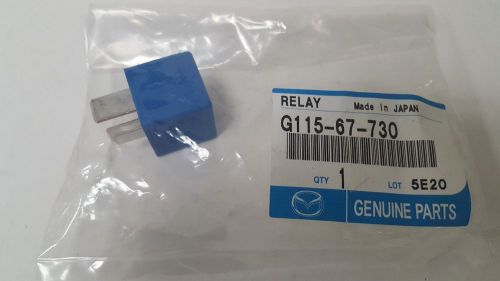 RELAY Made in JAPAN
G115-67-730
QTY 1 LOT 5E20
GENUINE PARTS